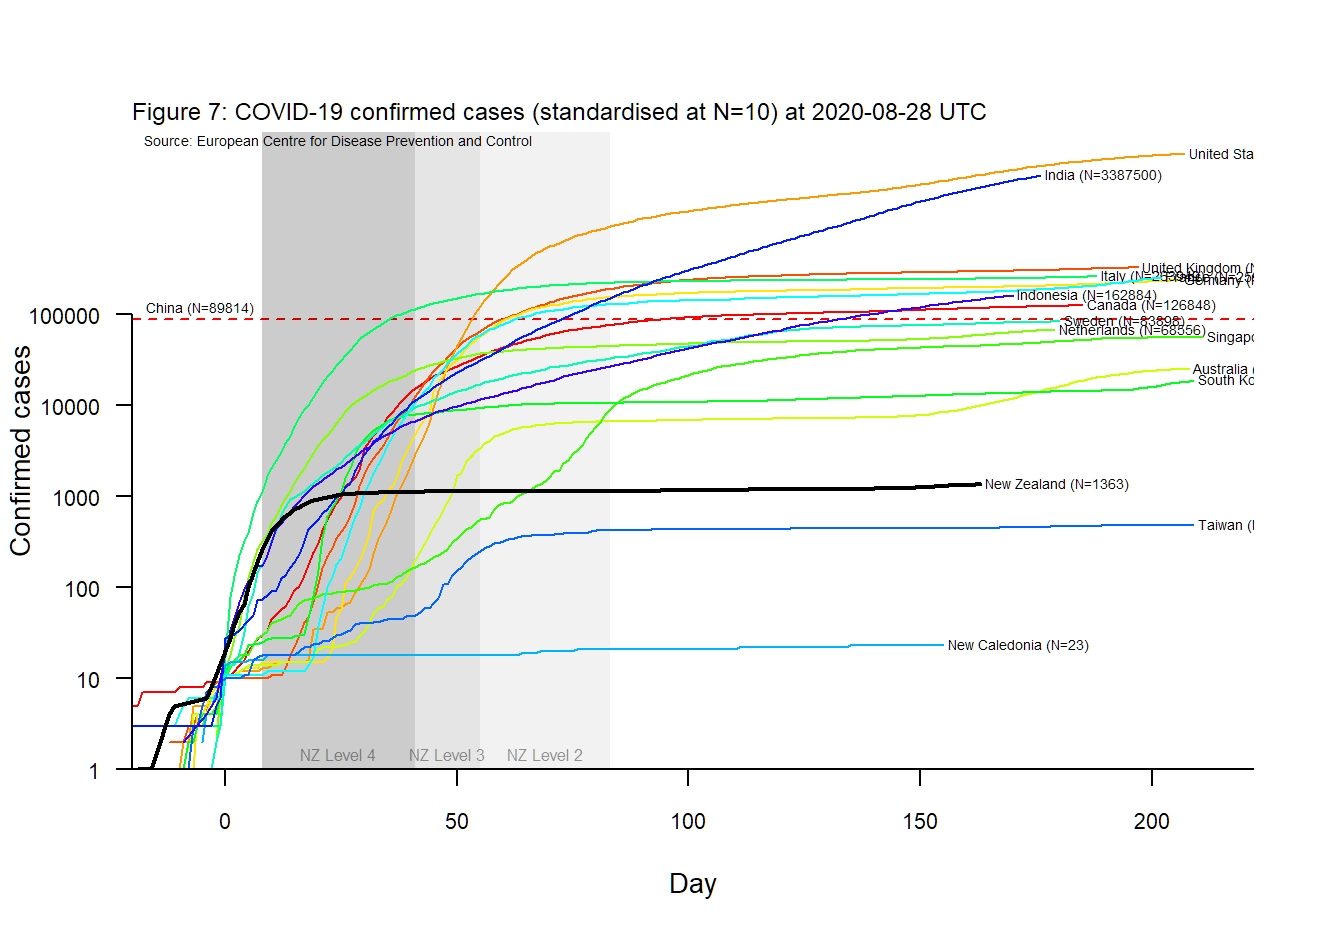 Figure 7: COVID-19 confirmed cases (standardised at N=10) at 2020-08-28 UTC
Source: European Centre for Disease Prevention and Control
United Sta
India (N=3387500)
United Kingdom (N
Italy (N=
Germany (
Indonesia (N=162884)
China (N=89814)
Canada (N=126848)
100000
Sweden (N=83898)
Netherlands (N=68556)
Singapo
Australia (
South Ko
10000
1000
New Zealand (N=1363)
Taiwan (
100
New Caledonia (N=23)
10
NZ Level 4
NZ Level 3
NZ Level 2
1
Confirmed cases
0
50
100
150
200
Day